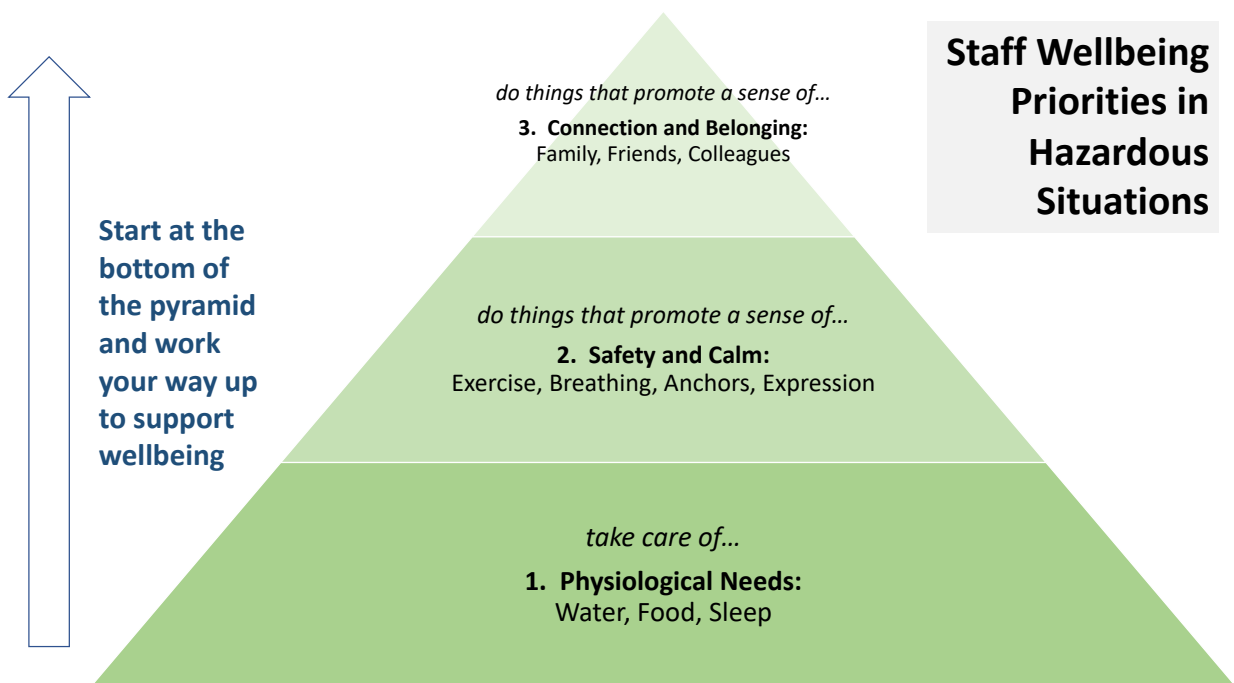 Staff Wellbeing
Priorities in
Hazardous
Situations
do things that promote a sense of…
3. Connection and Belonging:
Family, Friends, Colleagues
Start at the
bottom of
the pyramid
and work
your way up
to support
wellbeing
do things that promote a sense of…
2. Safety and Calm:
Exercise, Breathing, Anchors, Expression
take care of…
1. Physiological Needs:
Water, Food, Sleep